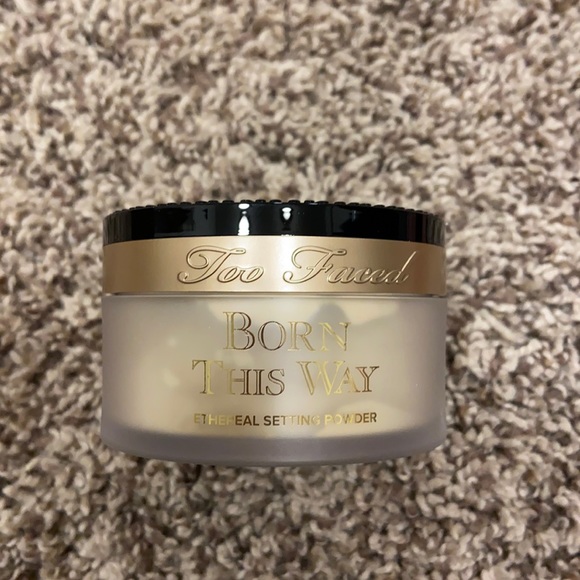 Too Faced
BORN
THIS WAY
ETHEREAL SETTING POWDER